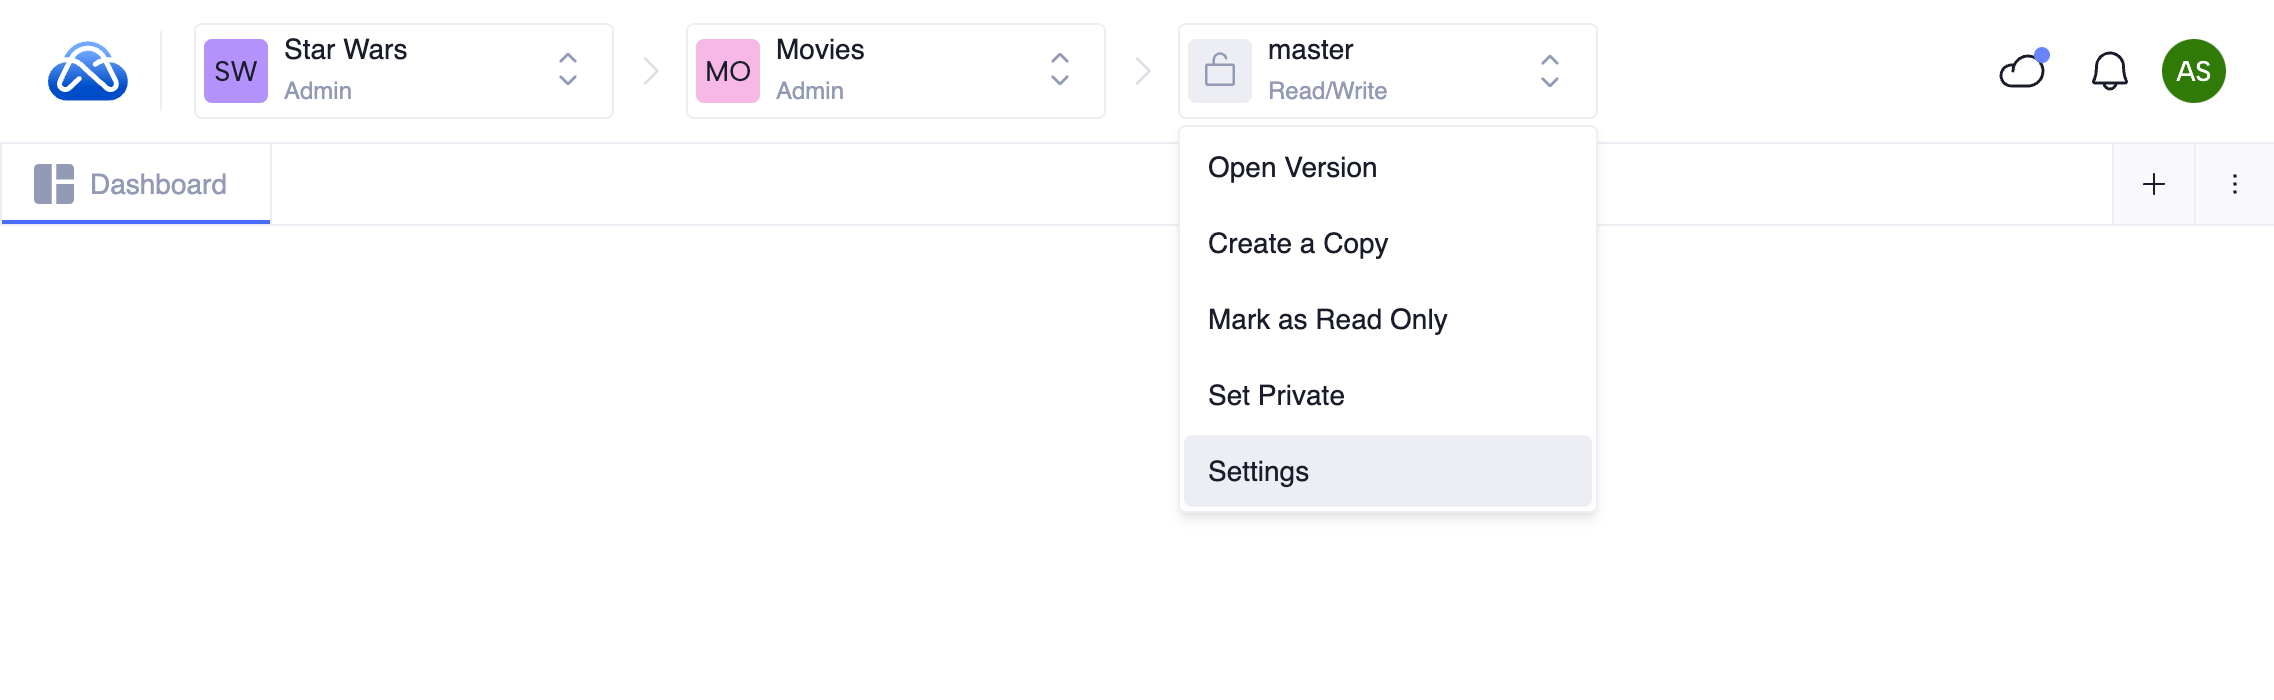 SW
Star Wars
Admin
MO
Movies
Admin
master
Read/Write
AS
Dashboard
Open Version
Create a Copy
Mark as Read Only
Set Private
Settings